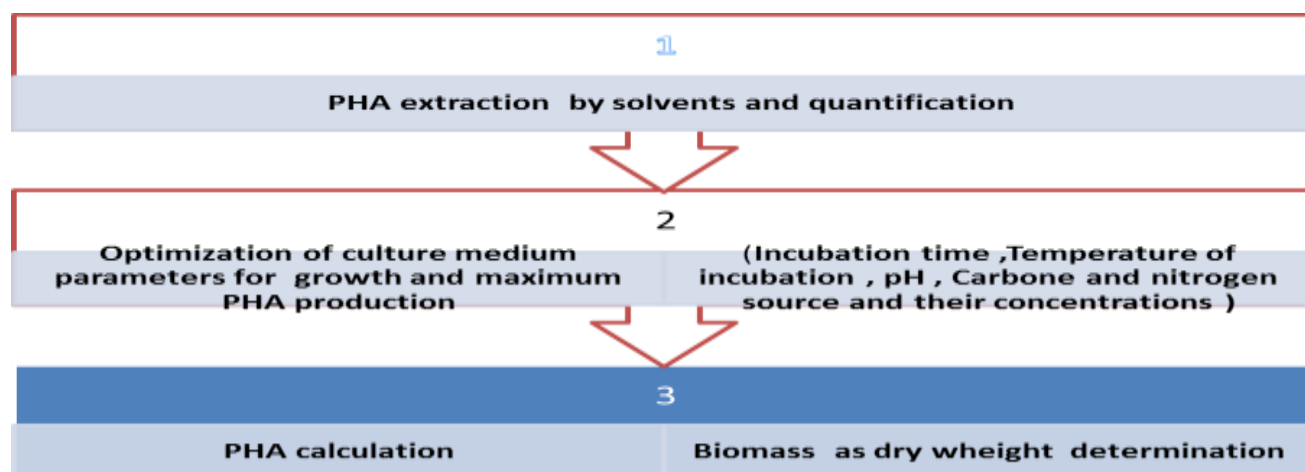 1
PHA extraction by solvents and quantification
2
Optimization of culture medium
parameters for growth and maximum
PHA production
(Incubation time ,Temperature of
incubation , pH , Carbone and nitrogen
source and their concentrations )
3
PHA calculation
Biomass as dry wheight determination